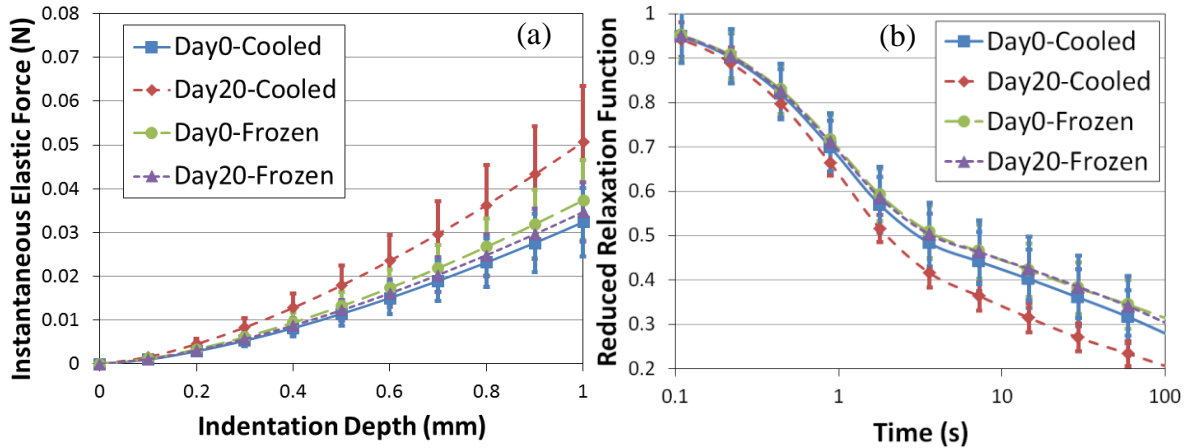 (a)
Day0-Cooled
Day20-Cooled
Day0-Frozen
Day20-Frozen
Instantaneous Elastic Force (N)
0.08
0.07
0.06
0.05
0.04
0.03
0.02
0.01
0
0 0.2 0.4 0.6 0.8 1
Indentation Depth (mm)
(b)
Day0-Cooled
Day20-Cooled
Day0-Frozen
Day20-Frozen
Reduced Relaxation Function
1
0.9
0.8
0.7
0.6
0.5
0.4
0.3
0.2
0.1 1 10 100
Time (s)